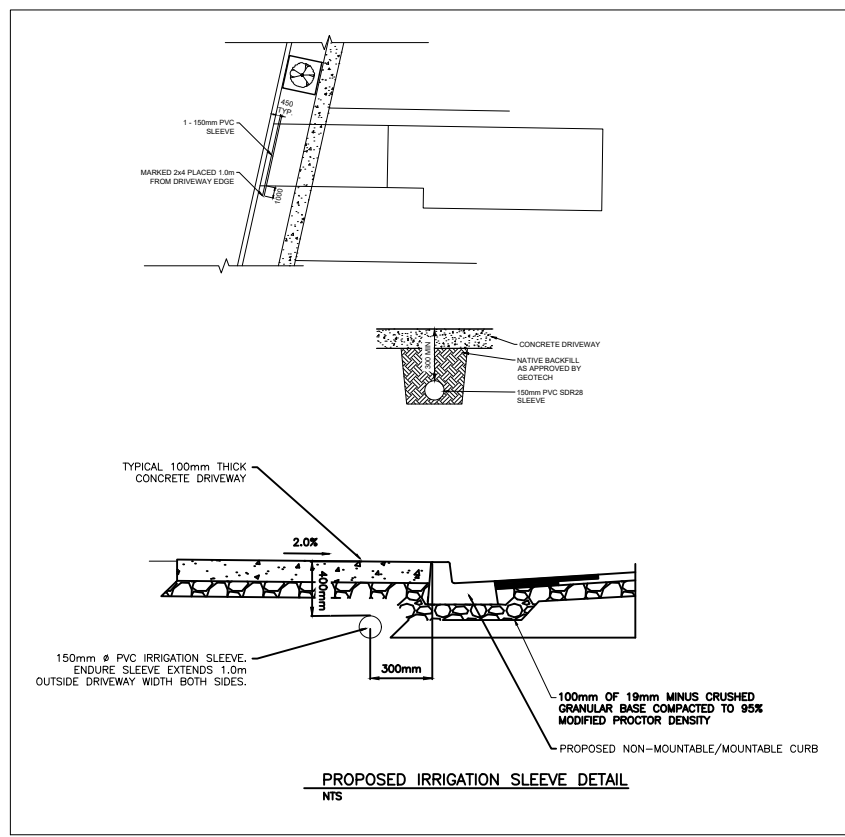 450
TYP.
1 - 150mm PVC
SLEEVE
MARKED 2x4 PLACED 1.0m
FROM DRIVEWAY EDGE
1000
300 MIN
CONCRETE DRIVEWAY
NATIVE BACKFILL
AS APPROVED BY
GEOTECH
150mm PVC SDR28
SLEEVE
TYPICAL 100mm THICK
CONCRETE DRIVEWAY
2.0%
400mm
150mm ø PVC IRRIGATION SLEEVE.
ENDURE SLEEVE EXTENDS 1.0m
OUTSIDE DRIVEWAY WIDTH BOTH SIDES.
300mm
100mm OF 19mm MINUS CRUSHED
GRANULAR BASE COMPACTED TO 95%
MODIFIED PROCTOR DENSITY
PROPOSED NON-MOUNTABLE/MOUNTABLE CURB
PROPOSED IRRIGATION SLEEVE DETAIL
NTS